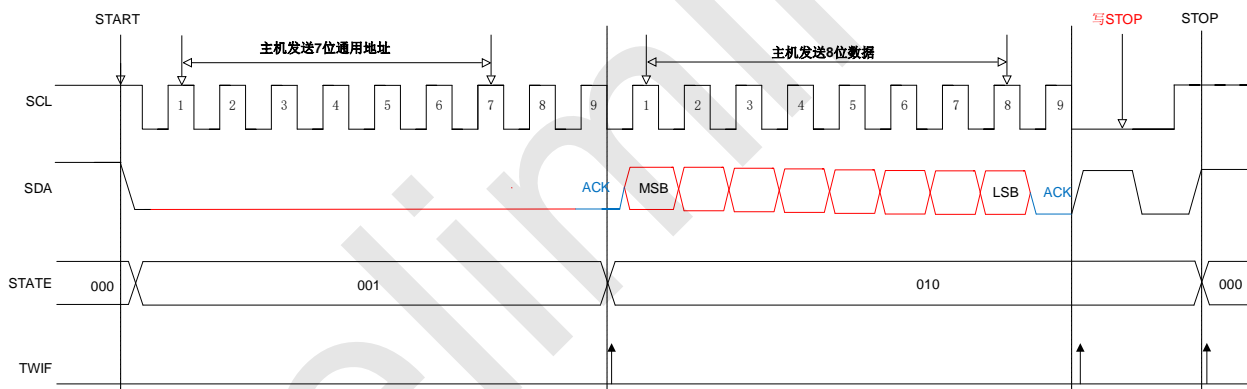 START
写STOP
STOP
主机发送7位通用地址
主机发送8位数据
SCL
1 2 3 4 5 6 7 8 9 1 2 3 4 5 6 7 8 9
SDA
ACK MSB LSB ACK
STATE
000 001 010 000
TWIF